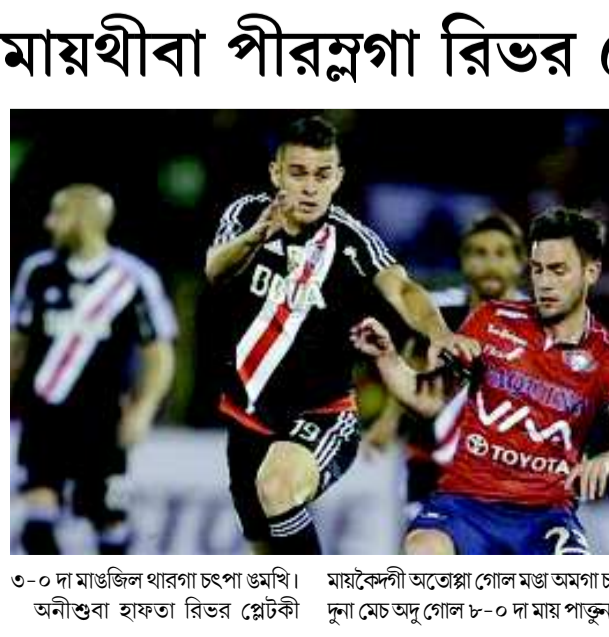 মায়থীবা পীরম্লগা রিভর
BBVA
19
VIVA
TOYOTA
৩-০ দা মাঙজিল থারগা চৎপা ঙমখি।
অনীশুবা হাফতা রিভর প্লেটকী
মায়কৈদগী অতোপ্পা গোল মঙা অমগা
দুনা মেচ অদু গোল ৮-০ দা মায়